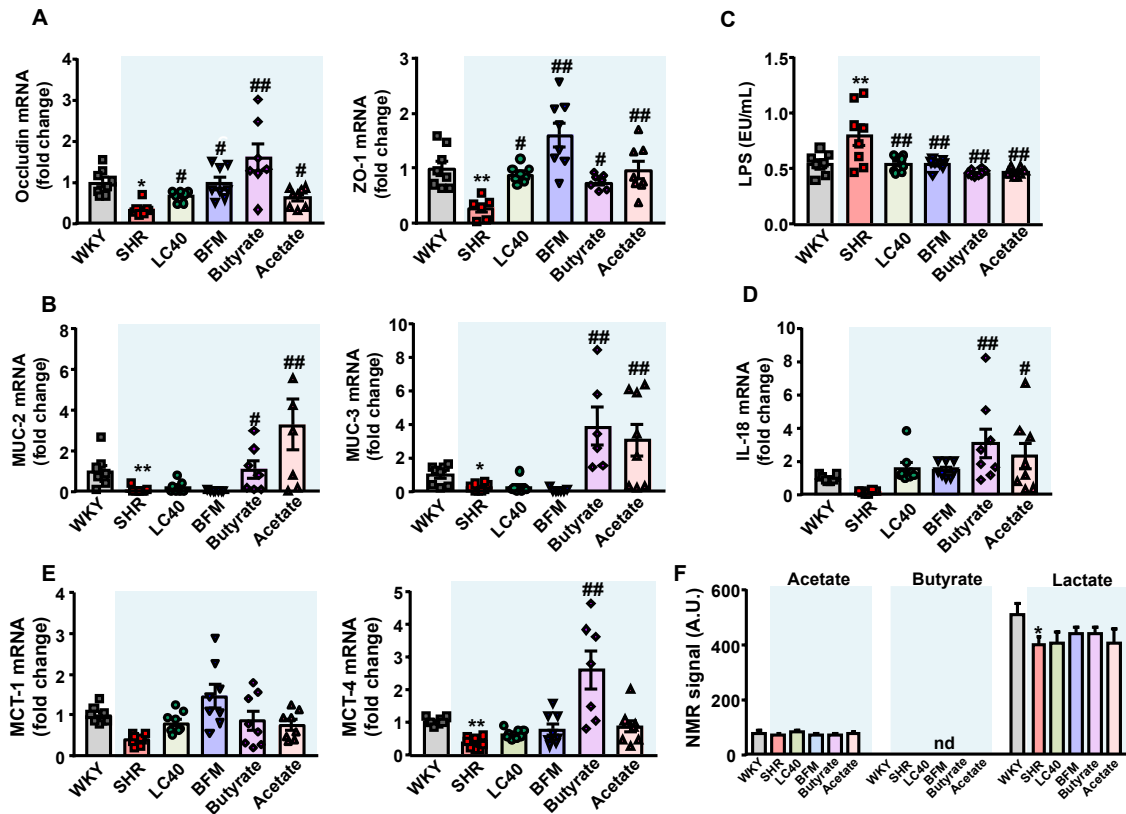 A
Occludin mRNA
(fold change)
4
3
2
1
0
*
#
#
##
#
WKY
SHR
LC40
BFM
Butyrate
Acetate
ZO-1 mRNA
(fold change)
3
2
1
0
**
#
##
#
##
WKY
SHR
LC40
BFM
Butyrate
Acetate
C
LPS (EU/mL)
1.5
1.0
0.5
0.0
**
##
##
##
##
WKY
SHR
LC40
BFM
Butyrate
Acetate
B
MUC-2 mRNA
(fold change)
8
6
4
2
0
**
#
##
WKY
SHR
LC40
BFM
Butyrate
Acetate
MUC-3 mRNA
(fold change)
10
8
6
4
2
0
*
##
##
WKY
SHR
LC40
BFM
Butyrate
Acetate
D
IL-18 mRNA
(fold change)
10
8
6
4
2
0
##
#
WKY
SHR
LC40
BFM
Butyrate
Acetate
E
MCT-1 mRNA
(fold change)
4
3
2
1
0
WKY
SHR
LC40
BFM
Butyrate
Acetate
MCT-4 mRNA
(fold change)
5
4
3
2
1
0
**
##
WKY
SHR
LC40
BFM
Butyrate
Acetate
F
NMR signal (A.U.)
600
400
200
0
Acetate
Butyrate
Lactate
nd
*
WKY
SHR
LC40
BFM
Butyrate
Acetate
WKY
SHR
LC40
BFM
Butyrate
Acetate
WKY
SHR
LC40
BFM
Butyrate
Acetate